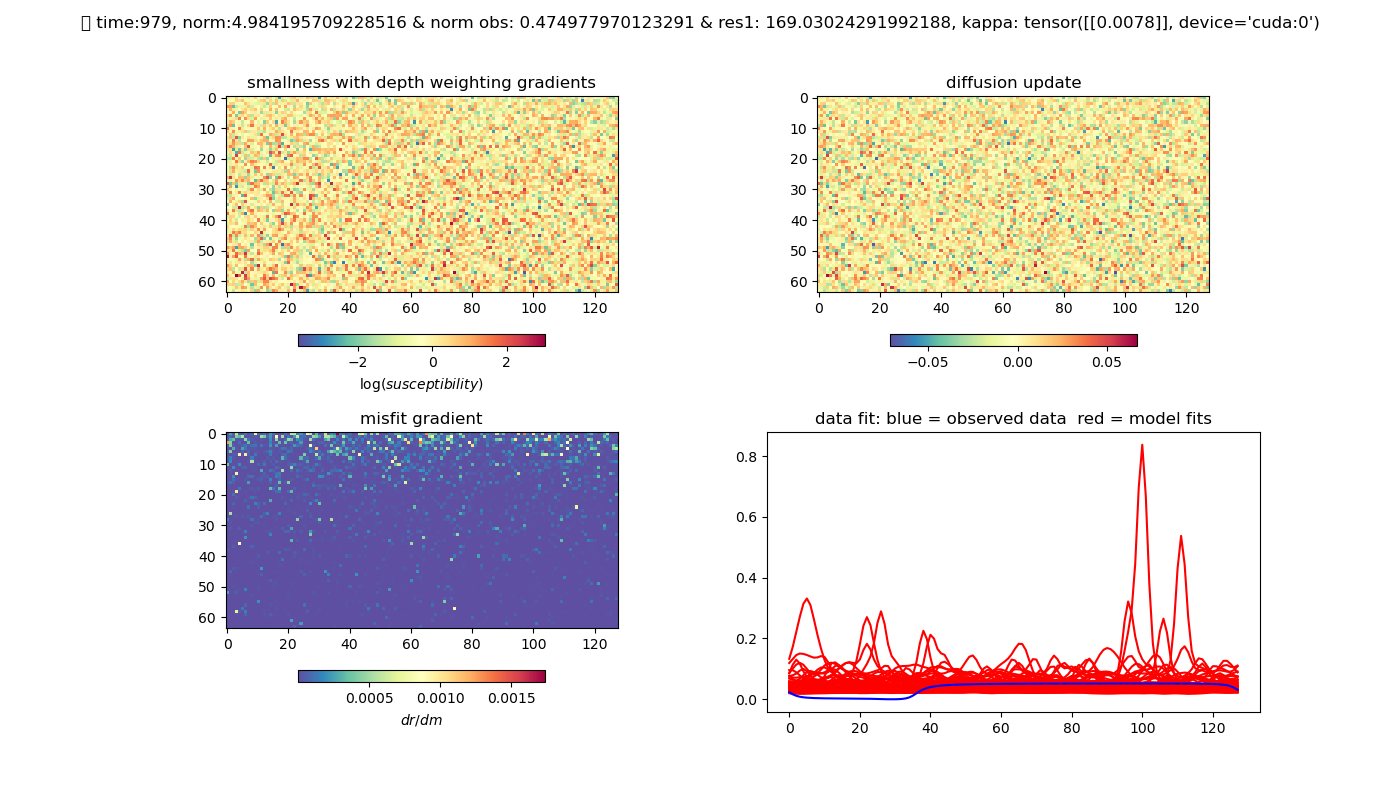 time:979, norm:4.984195709228516 & norm obs: 0.474977970123291 & res1: 169.03024291992188, kappa: tensor([[0.0078]], device='cuda:0')
smallness with depth weighting gradients
diffusion update
0
10
20
30
40
50
60
0 20 40 60 80 100 120
0
10
20
30
40
50
60
0 20 40 60 80 100 120
−2 0 2
log(susceptibility)
−0.05 0.00 0.05
misfit gradient
data fit: blue = observed data  red = model fits
0
10
20
30
40
50
60
0 20 40 60 80 100 120
0.0005 0.0010 0.0015
dr/dm
0.8
0.6
0.4
0.2
0.0
0 20 40 60 80 100 120